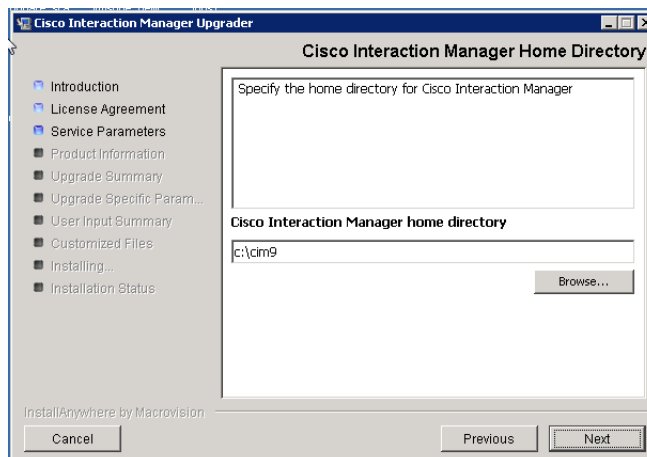 Cisco Interaction Manager Upgrader
Cisco Interaction Manager Home Directory
Introduction
License Agreement
Service Parameters
Product Information
Upgrade Summary
Upgrade Specific Param...
User Input Summary
Customized Files
Installing...
Installation Status
Specify the home directory for Cisco Interaction Manager
Cisco Interaction Manager home directory
c:\cim9
Browse...
InstallAnywhere by Macrovision
Cancel
Previous
Next